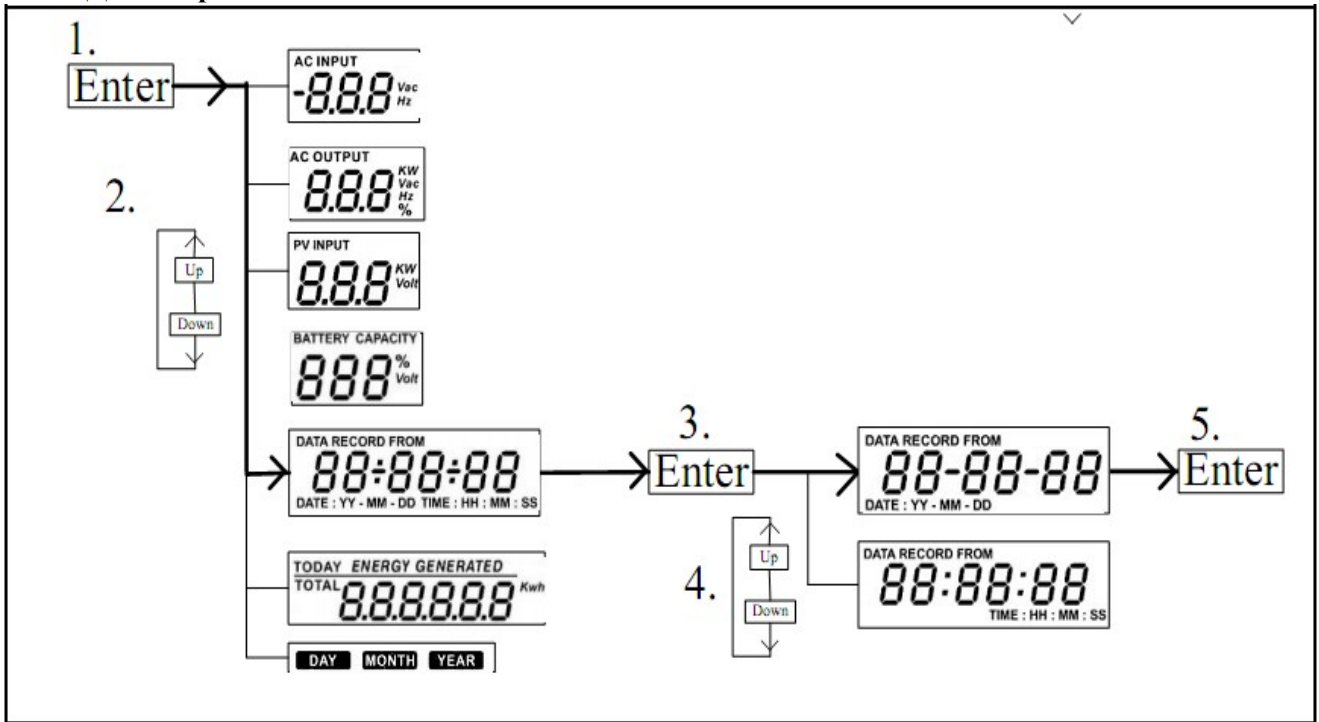 1.
Enter
AC INPUT
-8.8.8 Vac
Hz
AC OUTPUT
8.8.8 KW
Vac
Hz
%
2.
Up
Down
PV INPUT
8.8.8 KW
Volt
BATTERY CAPACITY
888 %
Volt
DATA RECORD FROM
88:88:88
DATE : YY - MM - DD TIME : HH : MM : SS
3.
Enter
DATA RECORD FROM
88-88-88
DATE : YY - MM - DD
5.
Enter
4.
Up
Down
DATA RECORD FROM
88:88:88
TIME : HH : MM : SS
TODAY ENERGY GENERATED
TOTAL 8.8.8.8.8.8 Kwh
DAY MONTH YEAR